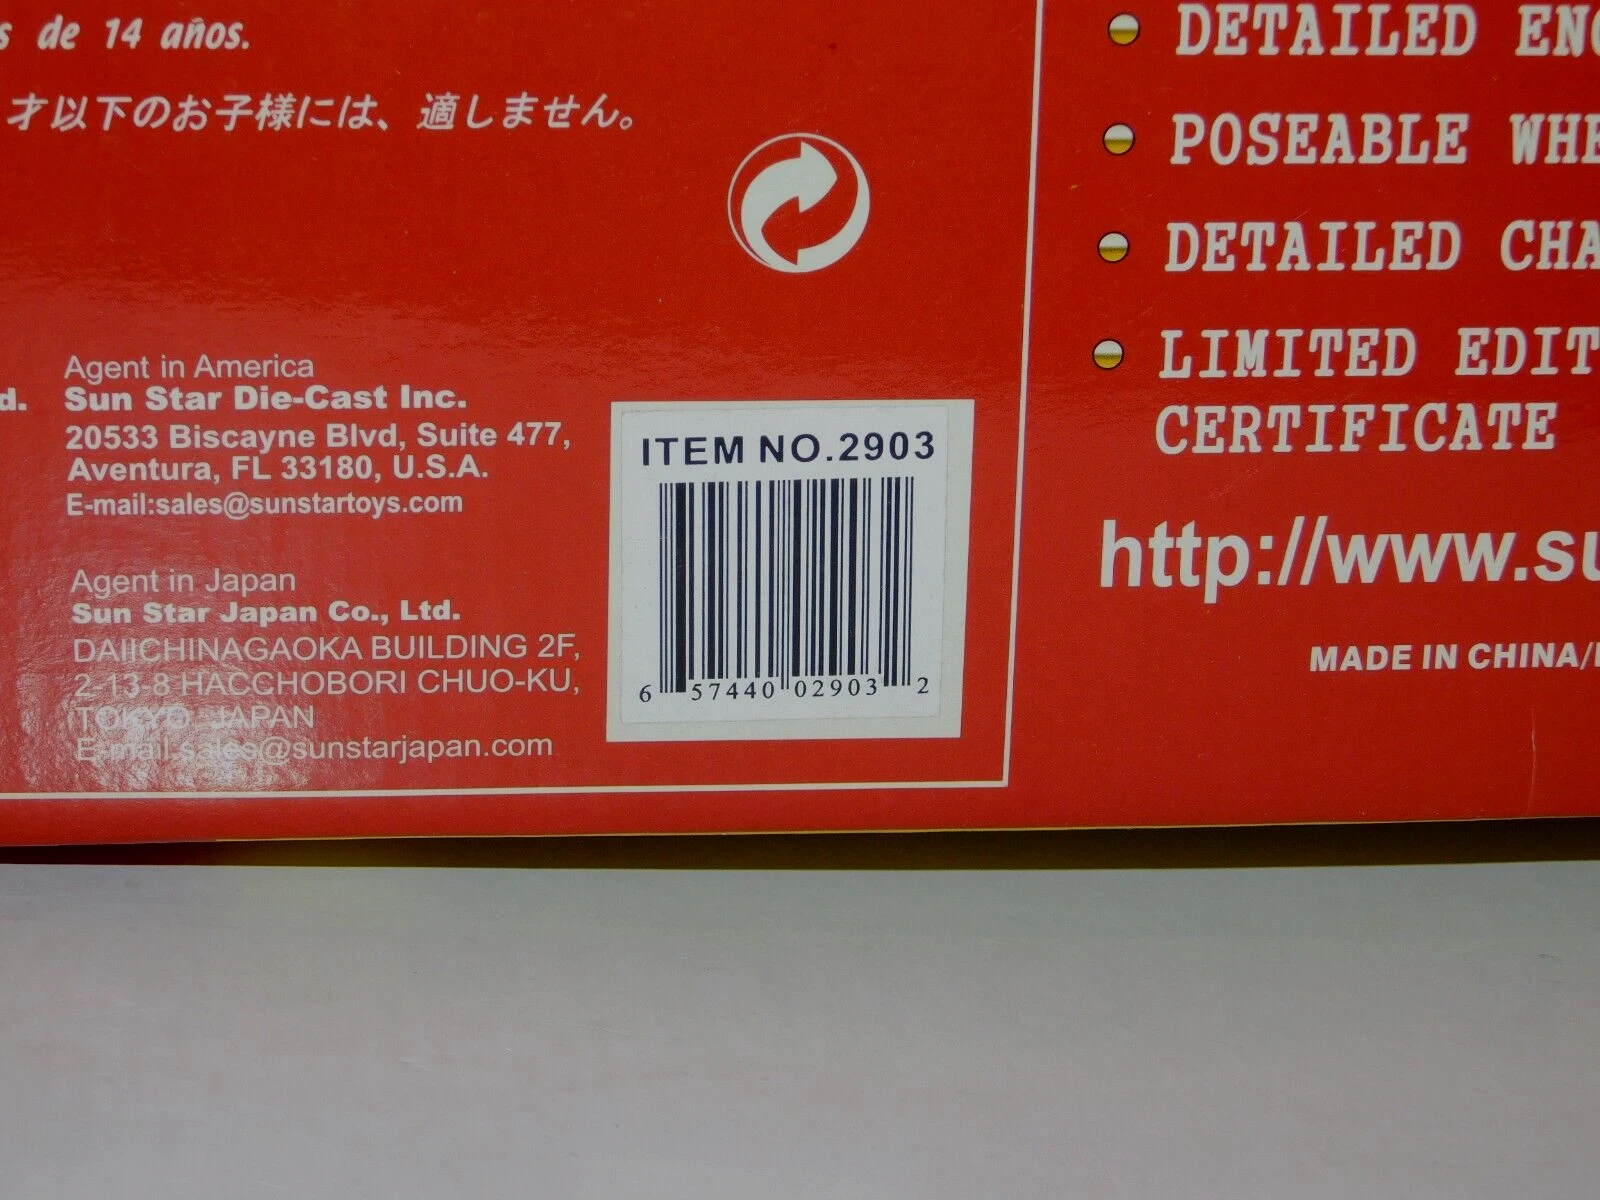 de 14 años.
才以下のお子様には、適しません。
Agent in America
Sun Star Die-Cast Inc.
20533 Biscayne Blvd, Suite 477,
Aventura, FL 33180, U.S.A.
E-mail:sales@sunstartoys.com
Agent in Japan
Sun Star Japan Co., Ltd.
DAIICHINAGAOKA BUILDING 2F,
2-13-8 HACCHOBORI CHUO-KU,
TOKYO, JAPAN
E-mail.sales@sunstarjapan.com
ITEM NO.2903
6 57440 02903 2
DETAILED
POSEABLE
DETAILED
LIMITED
CERTIFICATE
http://www.su
MADE IN CHINA/